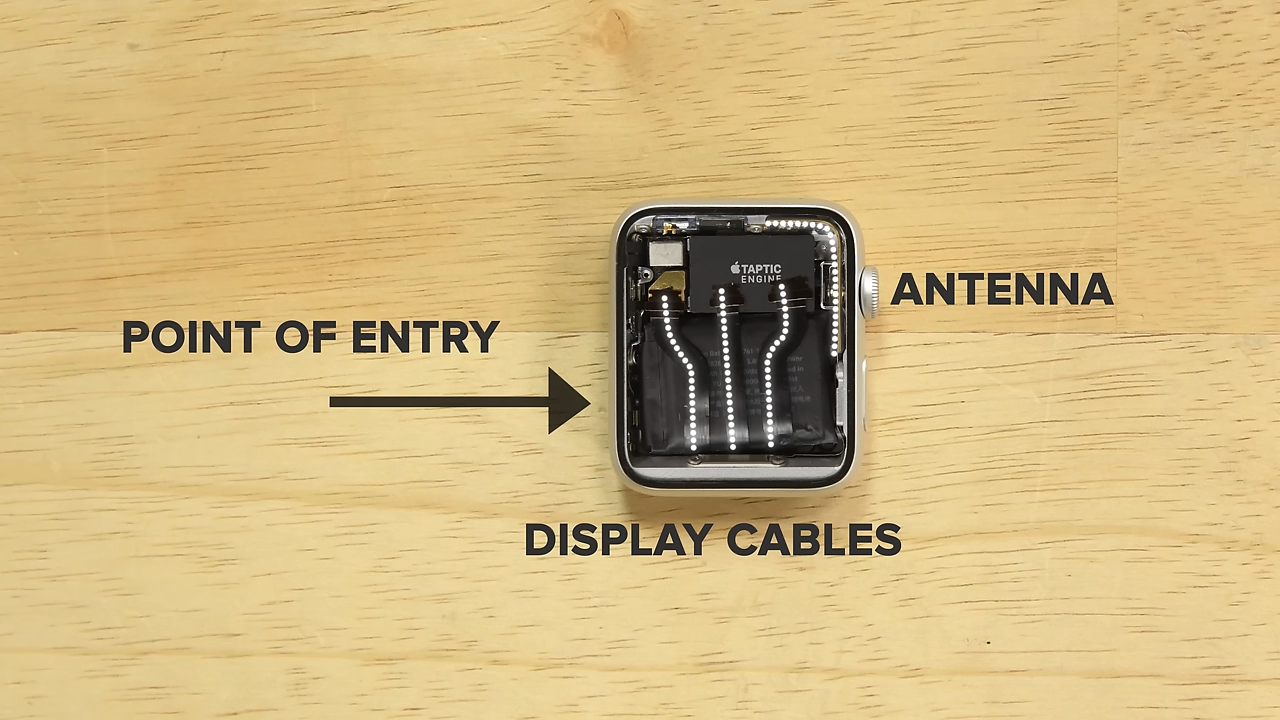 TAPTIC
ENGINE
ANTENNA
POINT OF ENTRY
DISPLAY CABLES